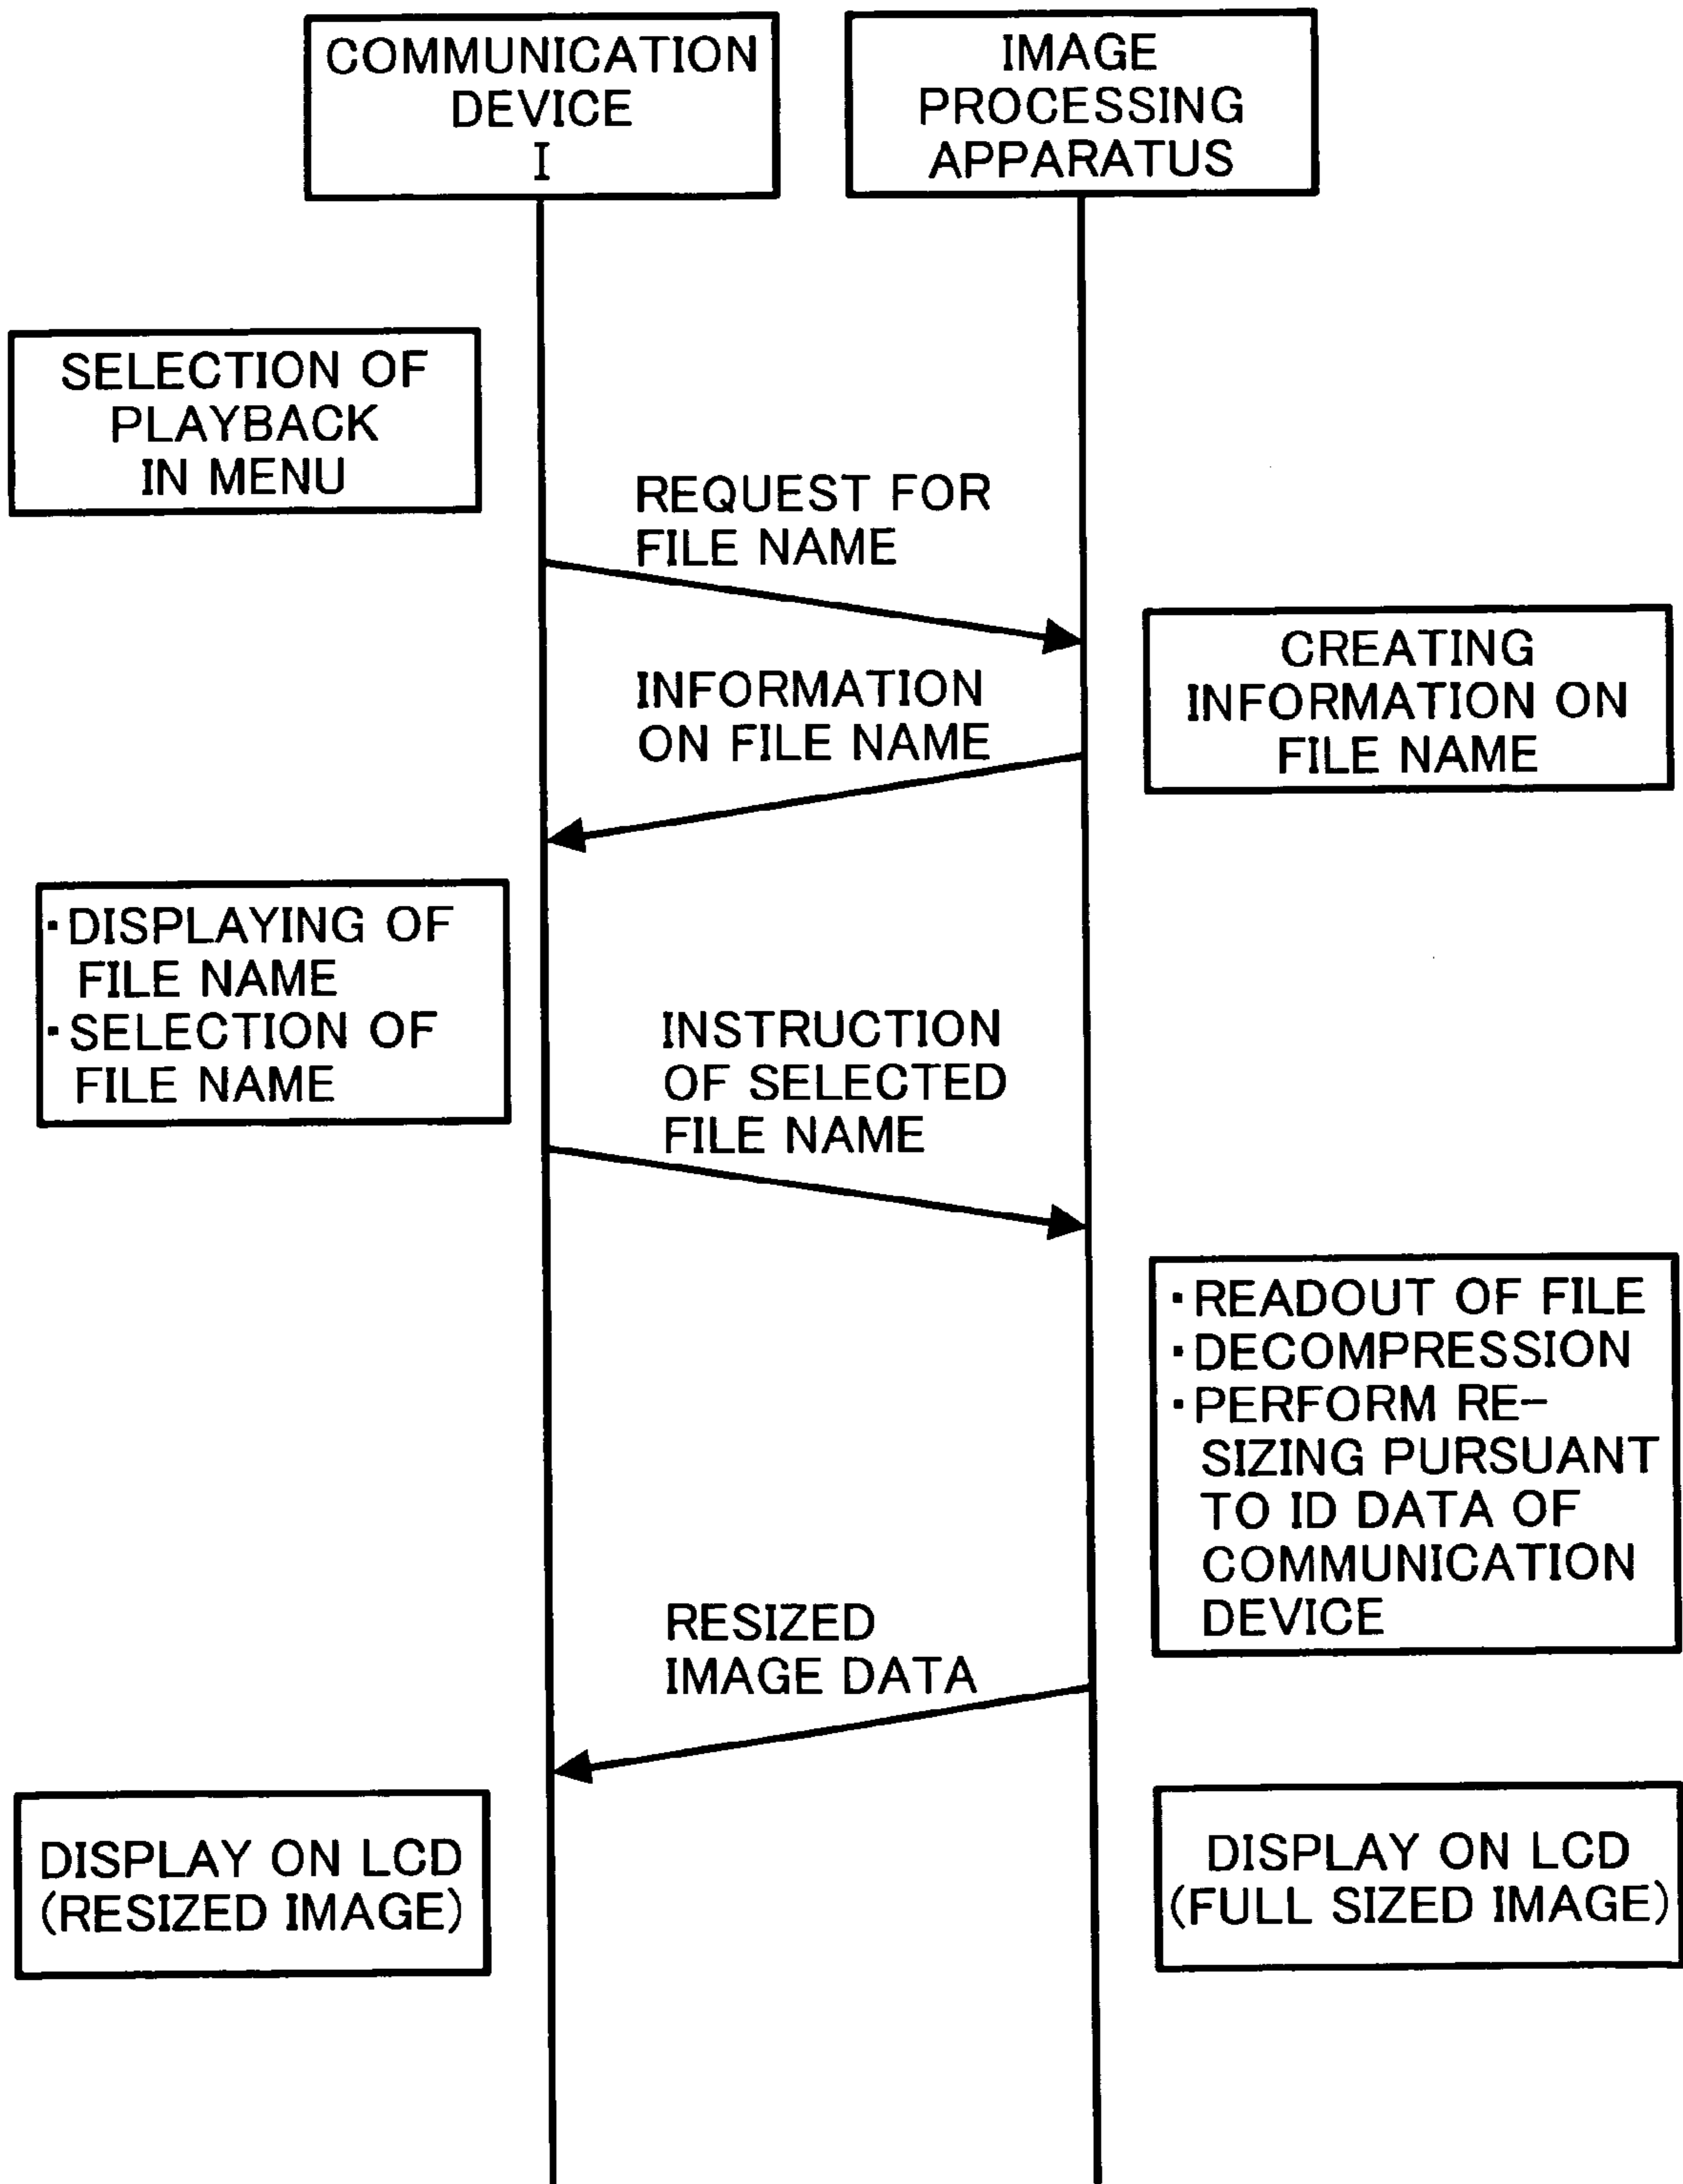 COMMUNICATION
DEVICE
I
IMAGE
PROCESSING
APPARATUS
SELECTION OF
PLAYBACK
IN MENU
REQUEST FOR
FILE NAME
CREATING
INFORMATION ON
FILE NAME
INFORMATION
ON FILE NAME
・DISPLAYING OF
FILE NAME
・SELECTION OF
FILE NAME
INSTRUCTION
OF SELECTED
FILE NAME
・READOUT OF FILE
・DECOMPRESSION
・PERFORM RE-
SIZING PURSUANT
TO ID DATA OF
COMMUNICATION
DEVICE
RESIZED
IMAGE DATA
DISPLAY ON LCD
(RESIZED IMAGE)
DISPLAY ON LCD
(FULL SIZED IMAGE)